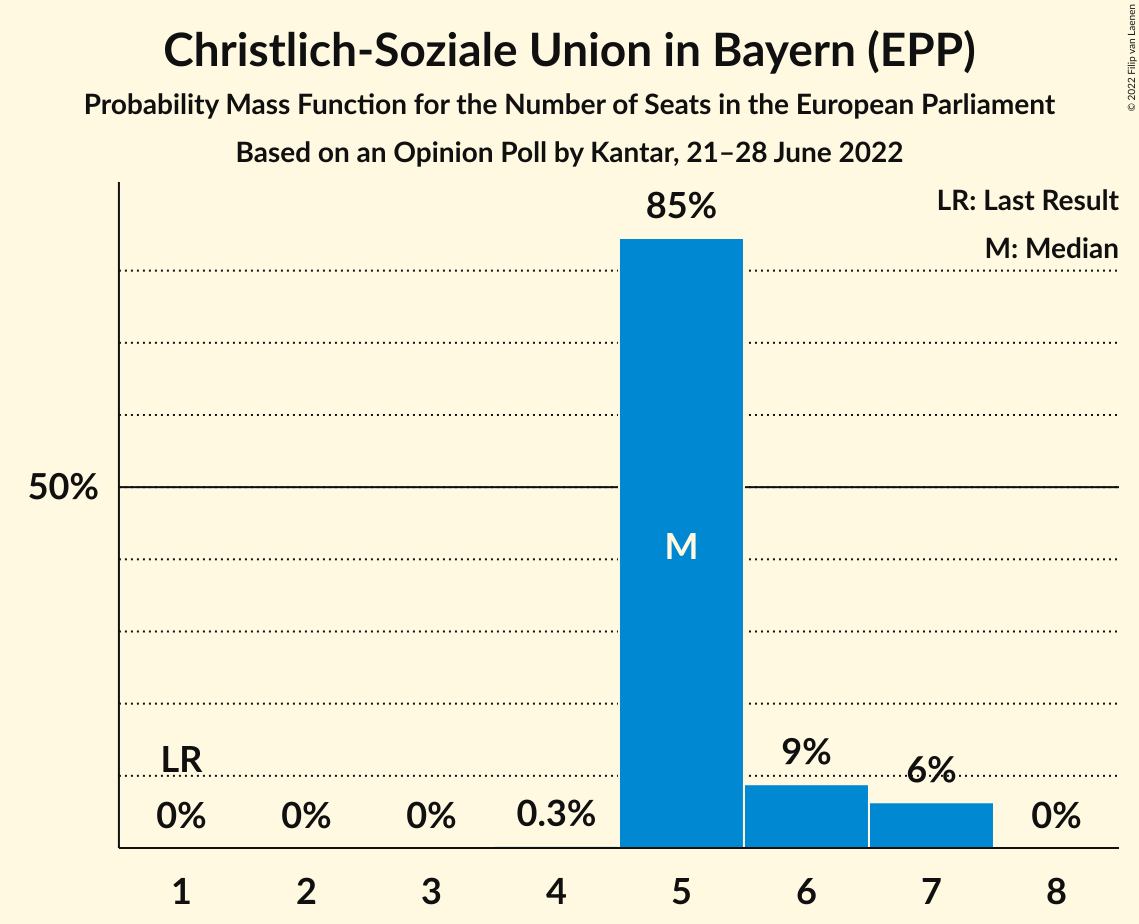 Christlich-Soziale Union in Bayern (EPP)
Probability Mass Function for the Number of Seats in the European Parliament
Based on an Opinion Poll by Kantar, 21–28 June 2022
© 2022 Filip van Laenen
LR: Last Result
M: Median
85%
50%
M
LR
0%
0%
0%
0.3%
9%
6%
0%
1
2
3
4
5
6
7
8